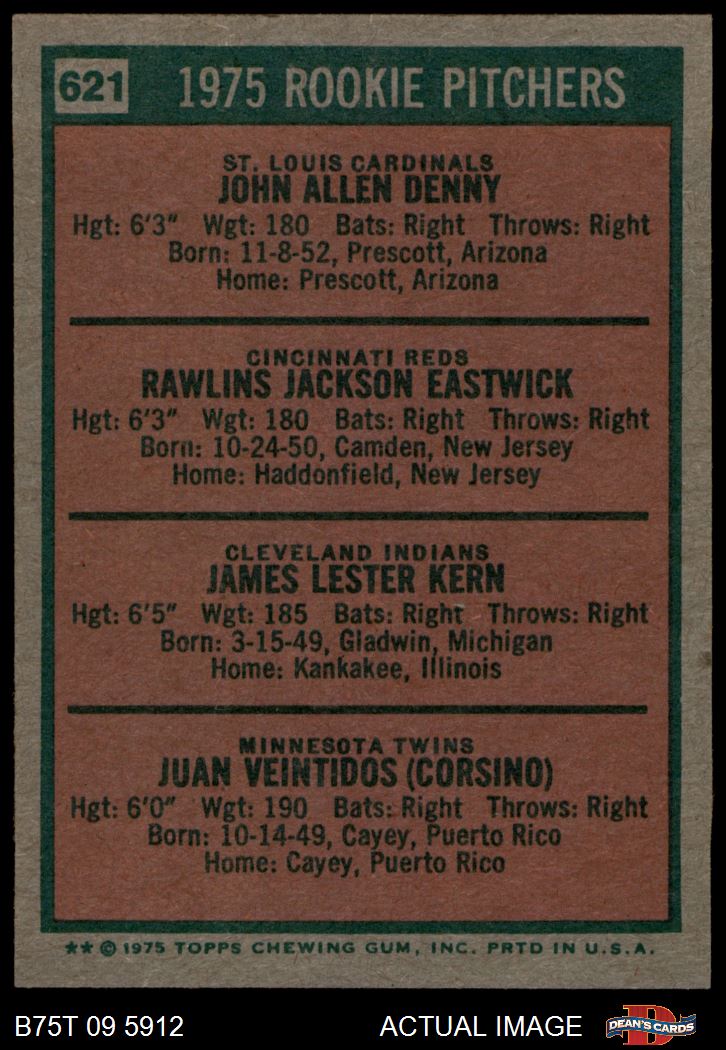 621 1975 ROOKIE PITCHERS
ST. LOUIS CARDINALS
JOHN ALLEN DENNY
Hgt: 6'3" Wgt: 180 Bats: Right Throws: Right
Born: 11-8-52, Prescott, Arizona
Home: Prescott, Arizona
CINCINNATI REDS
RAWLINS JACKSON EASTWICK
Hgt: 6'3" Wgt: 180 Bats: Right Throws: Right
Born: 10-24-50, Camden, New Jersey
Home: Haddonfield, New Jersey
CLEVELAND INDIANS
JAMES LESTER KERN
Hgt: 6'5" Wgt: 185 Bats: Right Throws: Right
Born: 3-15-49, Gladwin, Michigan
Home: Kankakee, Illinois
MINNESOTA TWINS
JUAN VEINTIDOS (CORSINO)
Hgt: 6'0" Wgt: 190 Bats: Right Throws: Right
Born: 10-14-49, Cayey, Puerto Rico
Home: Cayey, Puerto Rico
** © 1975 TOPPS CHEWING GUM, INC. PRTD IN U.S.A.
B75T 09 5912 ACTUAL IMAGE D DEAN'S CARDS